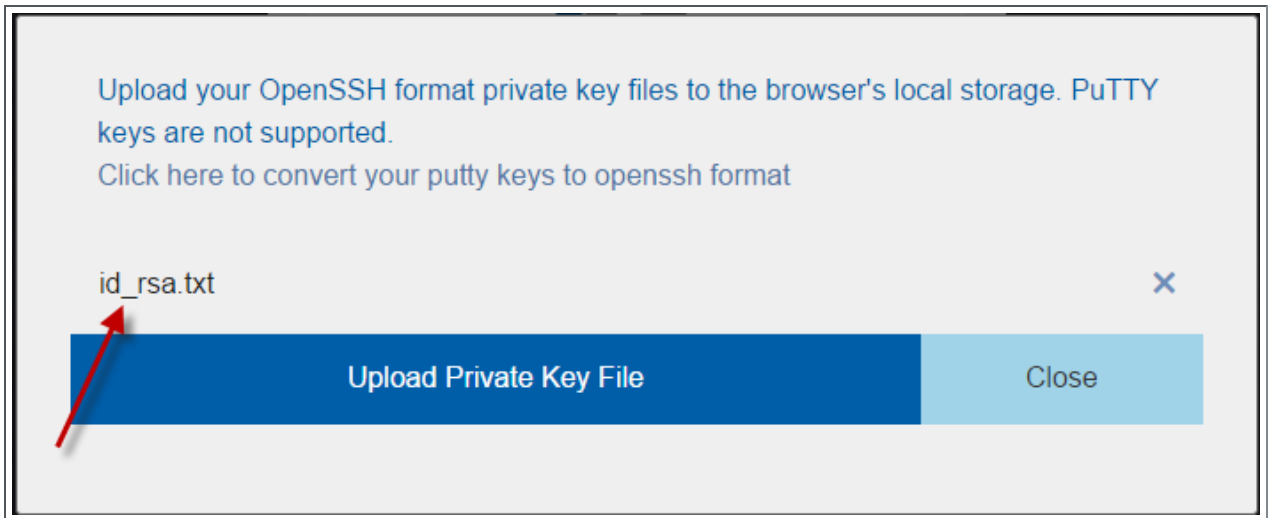 Upload your OpenSSH format private key files to the browser's local storage. PuTTY
keys are not supported.
Click here to convert your putty keys to openssh format
id_rsa.txt ×
Upload Private Key File Close